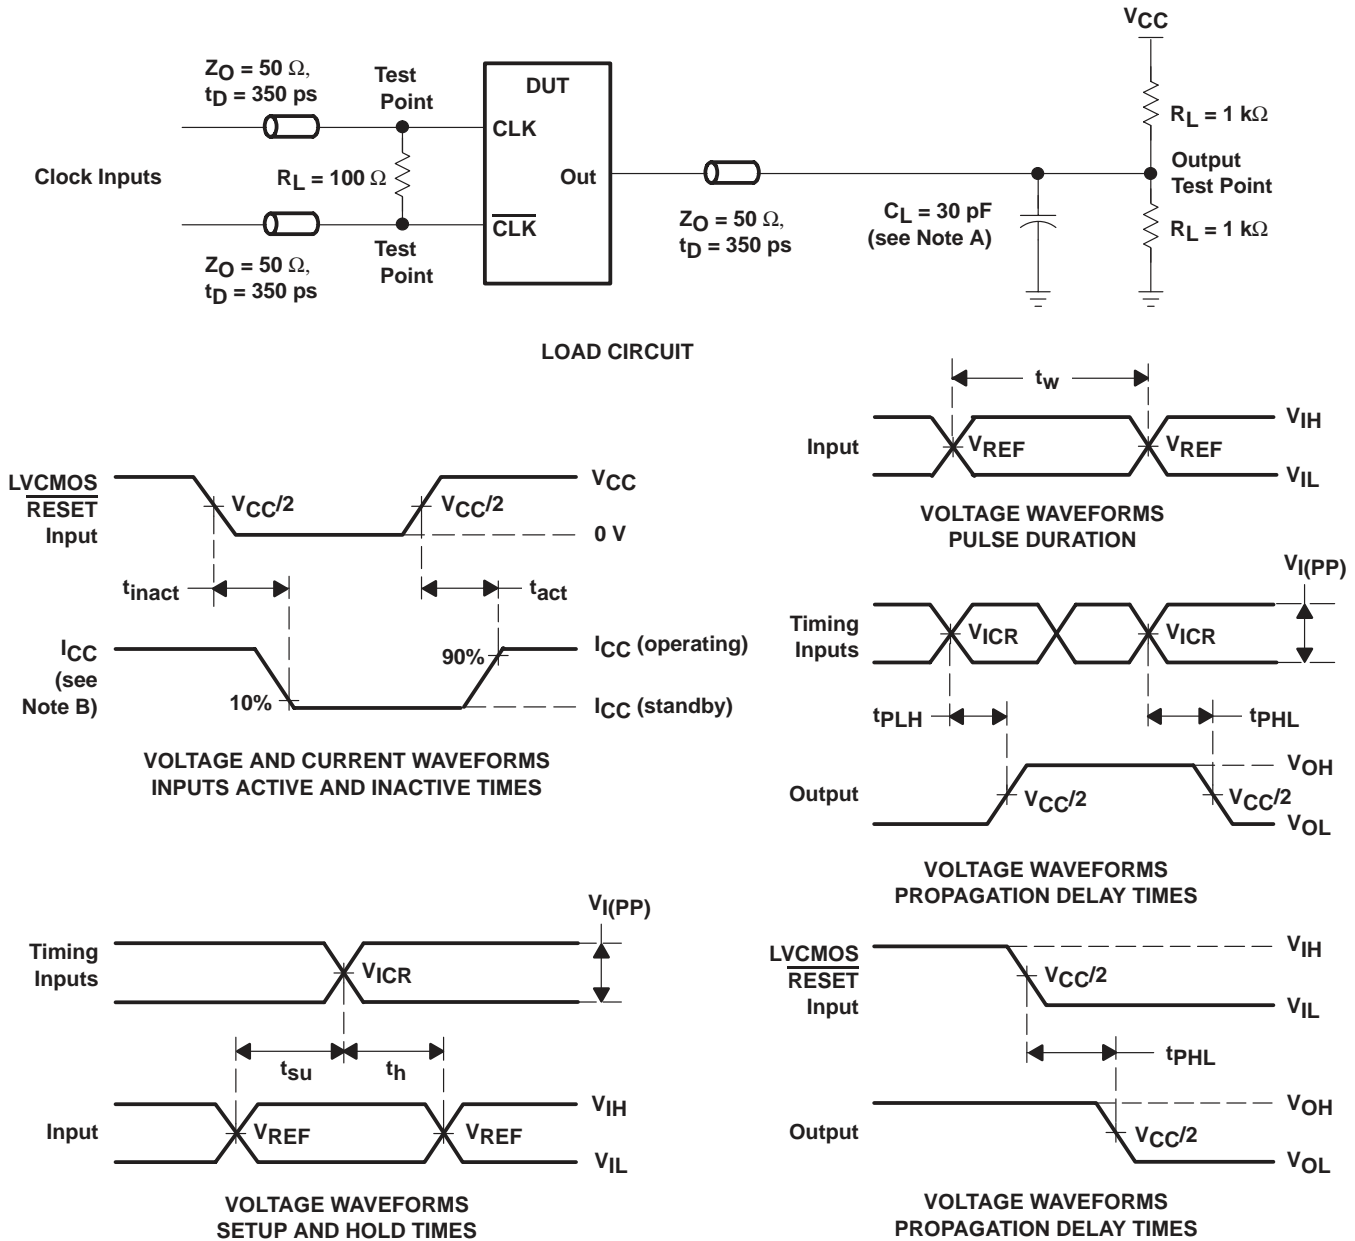 VCC
ZO = 50 Ω,
tD = 350 ps
Test
Point
DUT
CLK
RL = 1 kΩ
Clock Inputs
RL = 100 Ω
Out
Output
Test Point
CLK
ZO = 50 Ω,
tD = 350 ps
CL = 30 pF
(see Note A)
RL = 1 kΩ
Test
Point
ZO = 50 Ω,
tD = 350 ps
LOAD CIRCUIT
tw
Input
VREF
VREF
VIH
VIL
VOLTAGE WAVEFORMS
PULSE DURATION
LVCMOS
RESET
Input
VCC/2
VCC/2
VCC
0 V
tinact
tact
ICC
(see
Note B)
10%
90%
ICC (operating)
ICC (standby)
VOLTAGE AND CURRENT WAVEFORMS
INPUTS ACTIVE AND INACTIVE TIMES
VI(PP)
Timing
Inputs
VICR
VICR
tPLH
tPHL
Output
VCC/2
VCC/2
VOH
VOL
VOLTAGE WAVEFORMS
PROPAGATION DELAY TIMES
VI(PP)
Timing
Inputs
VICR
tsu
th
Input
VREF
VREF
VIH
VIL
VOLTAGE WAVEFORMS
SETUP AND HOLD TIMES
LVCMOS
RESET
Input
VCC/2
VIH
VIL
tPHL
Output
VCC/2
VOH
VOL
VOLTAGE WAVEFORMS
PROPAGATION DELAY TIMES